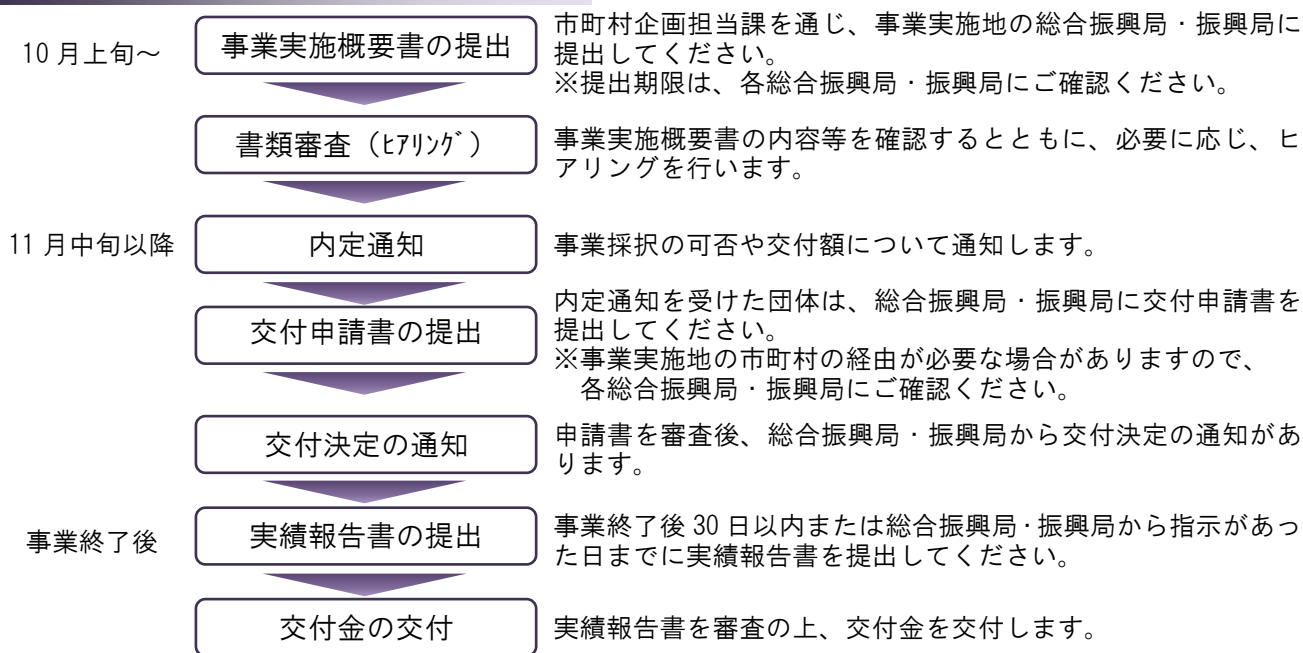 10月上旬～
事業実施概要書の提出
市町村企画担当課を通じ、事業実施地の総合振興局・振興局に
提出してください。
※提出期限は、各総合振興局・振興局にご確認ください。
書類審査（ﾋｱﾘﾝｸﾞ）
事業実施概要書の内容等を確認するとともに、必要に応じ、ヒ
アリングを行います。
11月中旬以降
内定通知
事業採択の可否や交付額について通知します。
交付申請書の提出
内定通知を受けた団体は、総合振興局・振興局に交付申請書を
提出してください。
※事業実施地の市町村の経由が必要な場合がありますので、
各総合振興局・振興局にご確認ください。
交付決定の通知
申請書を審査後、総合振興局・振興局から交付決定の通知があ
ります。
事業終了後
実績報告書の提出
事業終了後30日以内または総合振興局・振興局から指示があっ
た日までに実績報告書を提出してください。
交付金の交付
実績報告書を審査の上、交付金を交付します。